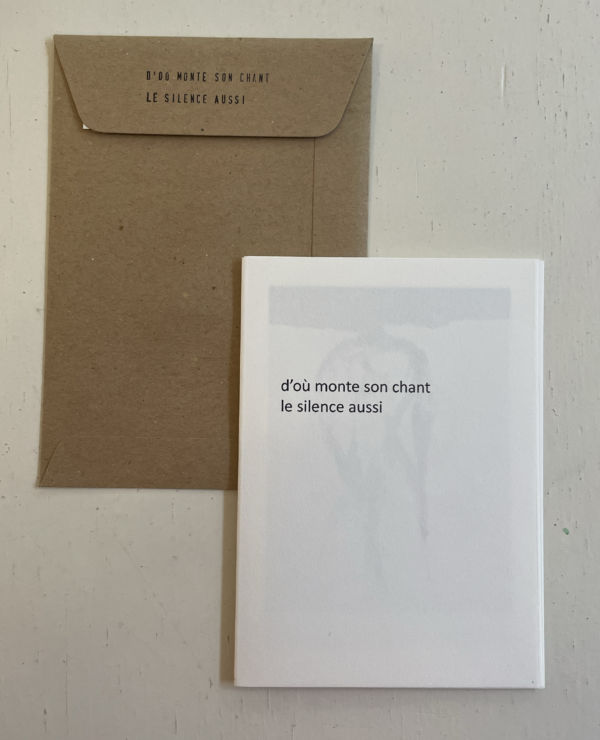 D'OÙ MONTE SON CHANT
LE SILENCE AUSSI
d'où monte son chant
le silence aussi